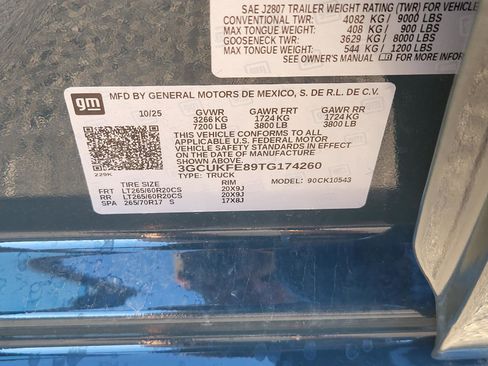 SAE J2807 TRAILER WEIGHT RATING (TWR) FOR VEHICLE
CONVENTIONAL TWR: 4082 KG / 9000 LBS
MAX TONGUE WEIGHT: 408 KG / 900 LBS
GOOSENECK TWR: 3629 KG / 8000 LBS
MAX TONGUE WEIGHT: 544 KG / 1200 LBS
SEE OWNER'S MANUAL FOR MORE INFORM
gm MFD BY GENERAL MOTORS DE MEXICO, S. DE R.L. DE C.V.
10/25 GVWR GAWR FRT GAWR RR
3266 KG 1724 KG 1724 KG
7200 LB 3800 LB 3800 LB
THIS VEHICLE CONFORMS TO ALL
APPLICABLE U.S. FEDERAL MOTOR
VEHICLE SAFETY STANDARDS IN EFFECT ON
THE DATE OF MANUFACTURE SHOWN ABOVE.
3GCUKFE89TG174260
TYPE: TRUCK MODEL: 90CK10543
229K
TIRE SIZE RIM
FRT LT265/60R20CS 20X9J
RR LT265/60R20CS 20X9J
SPA 265/70R17 S 17X8J